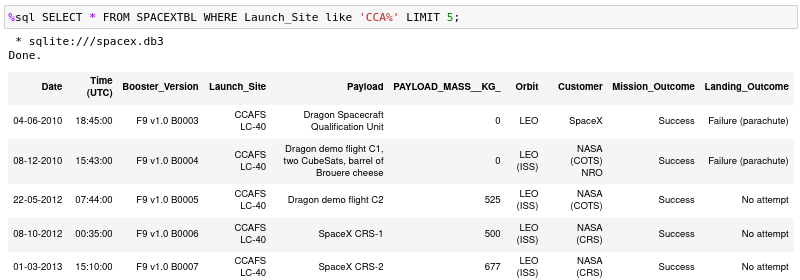 %sql SELECT * FROM SPACEXTBL WHERE Launch_Site like 'CCA%' LIMIT 5;
* sqlite:///spacex.db3
Done.
Date Time (UTC) Booster_Version Launch_Site Payload PAYLOAD_MASS__KG_ Orbit Customer Mission_Outcome Landing_Outcome
04-06-2010 18:45:00 F9 v1.0 B0003 CCAFS LC-40 Dragon Spacecraft Qualification Unit 0 LEO SpaceX Success Failure (parachute)
08-12-2010 15:43:00 F9 v1.0 B0004 CCAFS LC-40 Dragon demo flight C1, two CubeSats, barrel of Brouere cheese 0 LEO (ISS) NASA (COTS) NRO Success Failure (parachute)
22-05-2012 07:44:00 F9 v1.0 B0005 CCAFS LC-40 Dragon demo flight C2 525 LEO (ISS) NASA (COTS) Success No attempt
08-10-2012 00:35:00 F9 v1.0 B0006 CCAFS LC-40 SpaceX CRS-1 500 LEO (ISS) NASA (CRS) Success No attempt
01-03-2013 15:10:00 F9 v1.0 B0007 CCAFS LC-40 SpaceX CRS-2 677 LEO (ISS) NASA (CRS) Success No attempt